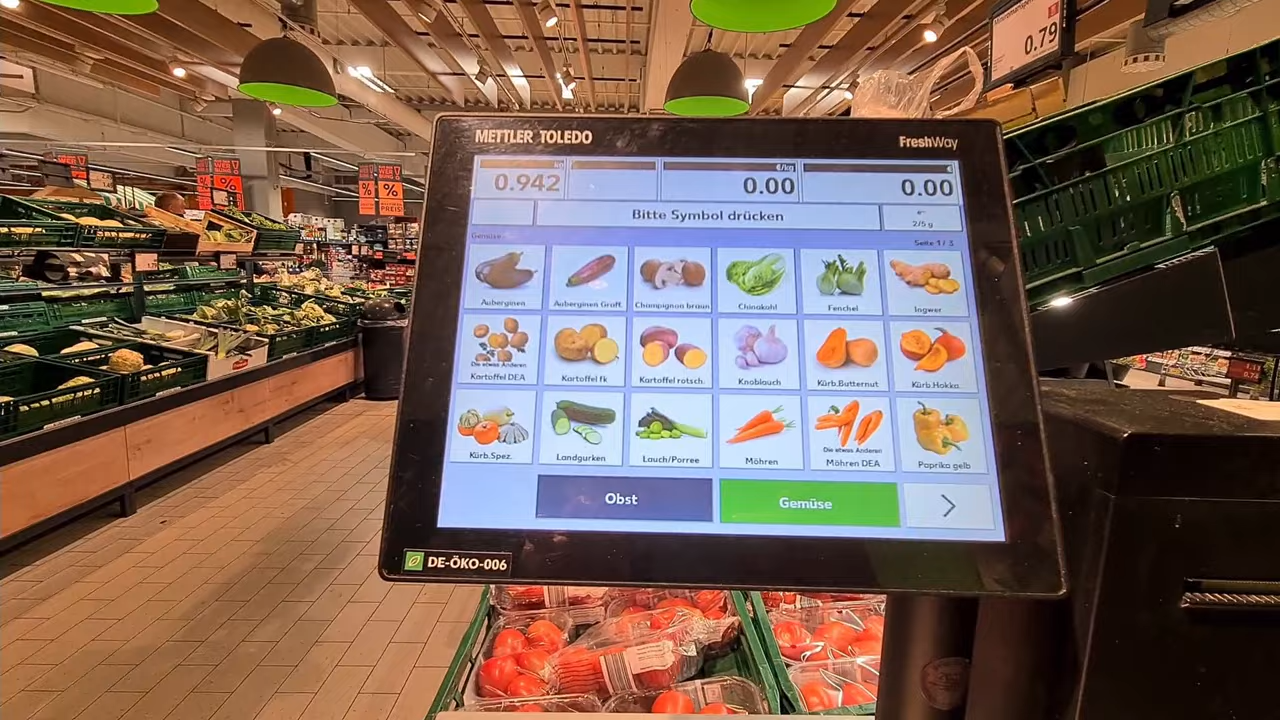 0.79
METTLER TOLEDO
FreshWay
kg
€/kg
€
0.942
0.00
0.00
Bitte Symbol drücken
e=
2/5 g
Gemüse
Seite 1/3
Auberginen
Auberginen Grafi.
Champignon braun
Chinakohl
Fenchel
Ingwer
Die etwas Anderen
Kartoffel DEA
Kartoffel fk
Kartoffel rotsch.
Knoblauch
Kürb.Butternut
Kürb.Hokka.
Kürb.Spez.
Landgurken
Lauch/Porree
Möhren
Die etwas Anderen
Möhren DEA
Paprika gelb
Obst
Gemüse
>
DE-ÖKO-006
% %
% %